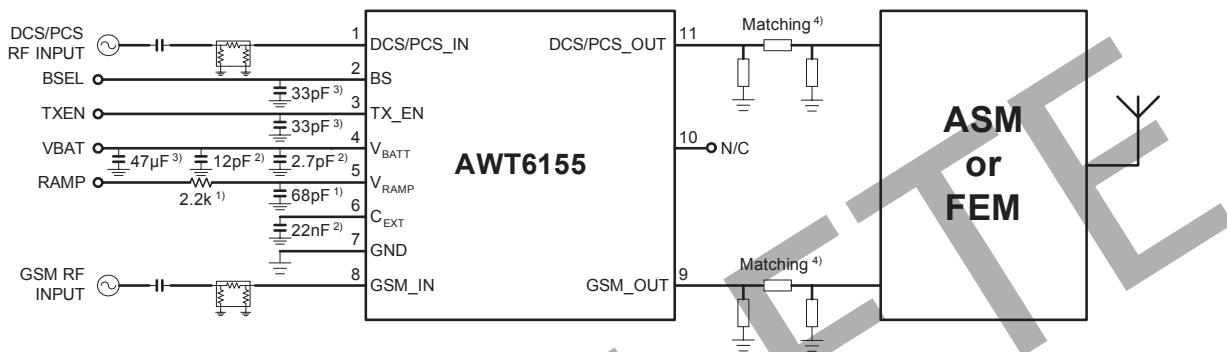 DCS/PCS
RF INPUT
BSEL
TXEN
VBAT
RAMP
GSM RF
INPUT
33pF 3)
33pF 3)
47µF 3)
12pF 2)
2.7pF 2)
2.2k 1)
68pF 1)
22nF 2)
1
2
3
4
5
6
7
8
DCS/PCS_IN
BS
TX_EN
VBATT
VRAMP
CEXT
GND
GSM_IN
AWT6155
DCS/PCS_OUT
GSM_OUT
11
10
9
Matching 4)
N/C
Matching 4)
ASM
or
FEM
ETE